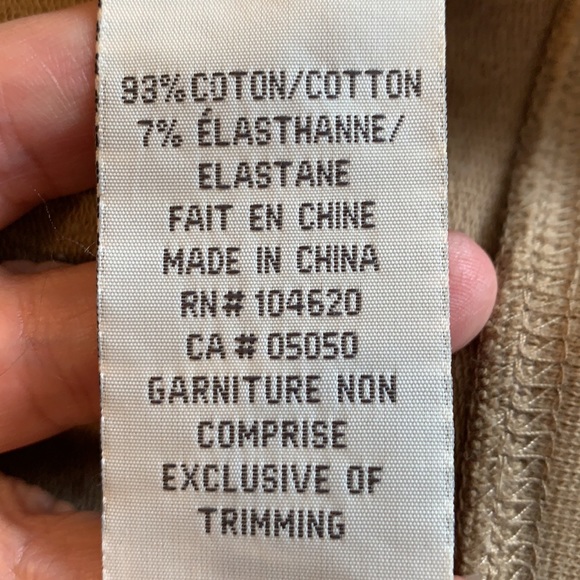 93% COTON/COTTON
7% ÉLASTHANNE/
ELASTANE
FAIT EN CHINE
MADE IN CHINA
RN# 104620
CA # 05050
GARNITURE NON
COMPRISE
EXCLUSIVE OF
TRIMMING